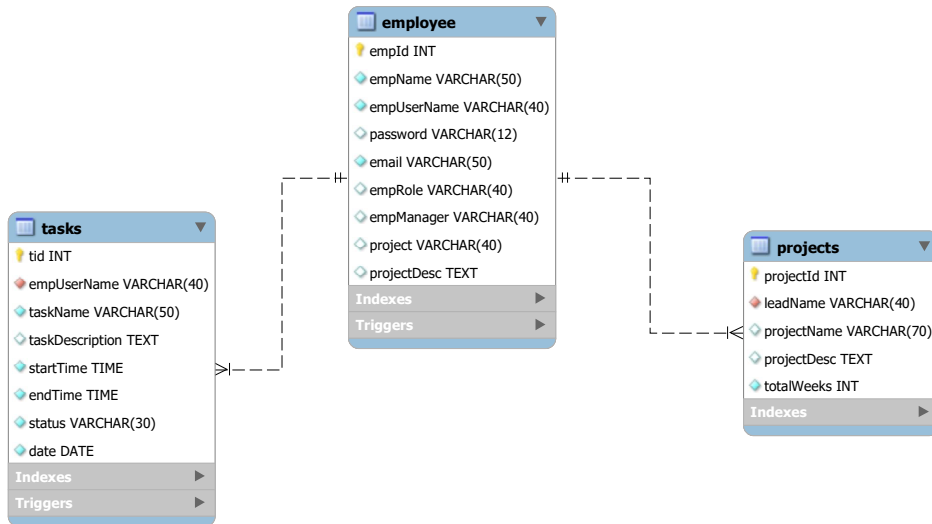 employee
empId INT
empName VARCHAR(50)
empUserName VARCHAR(40)
password VARCHAR(12)
email VARCHAR(50)
empRole VARCHAR(40)
empManager VARCHAR(40)
project VARCHAR(40)
projectDesc TEXT
Indexes
Triggers
tasks
tid INT
empUserName VARCHAR(40)
taskName VARCHAR(50)
taskDescription TEXT
startTime TIME
endTime TIME
status VARCHAR(30)
date DATE
Indexes
Triggers
projects
projectId INT
leadName VARCHAR(40)
projectName VARCHAR(70)
projectDesc TEXT
totalWeeks INT
Indexes